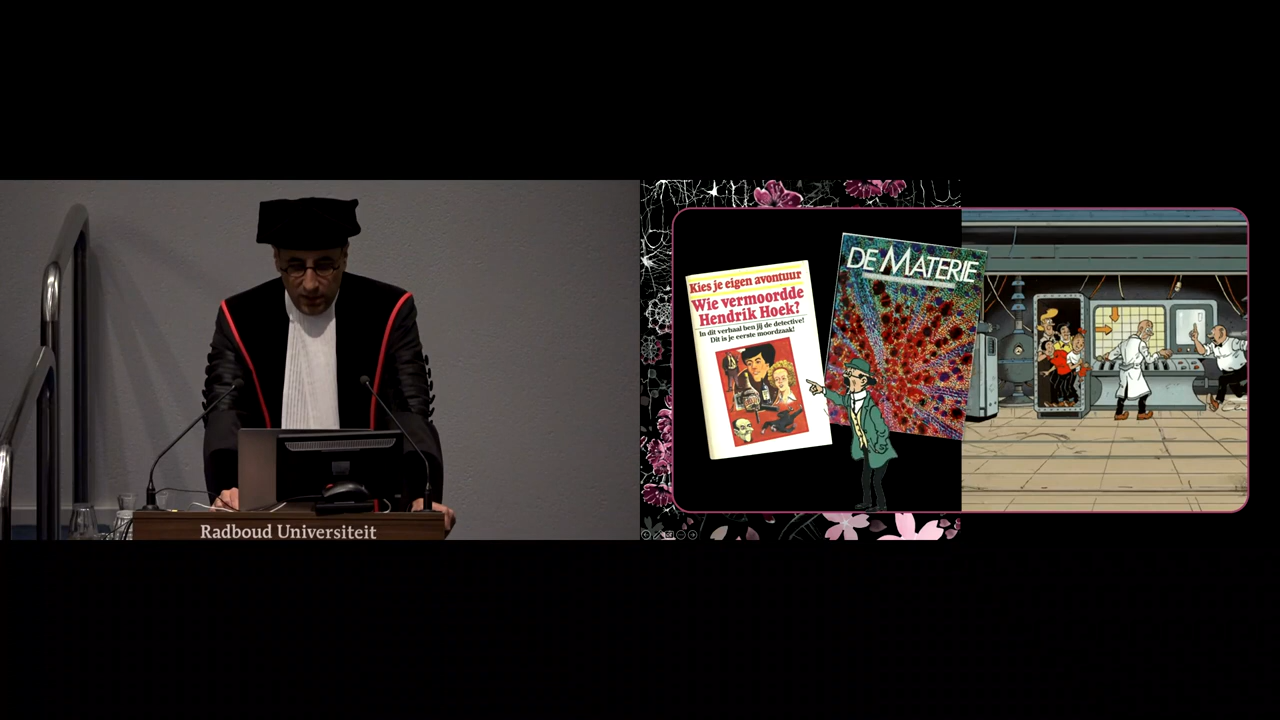 Radboud Universiteit
Kies je eigen avontuur
Wie vermoordde
Hendrik Hoek?
In dit verhaal ben jij de detective!
Dit is je eerste moordzaak!
DE MATERIE